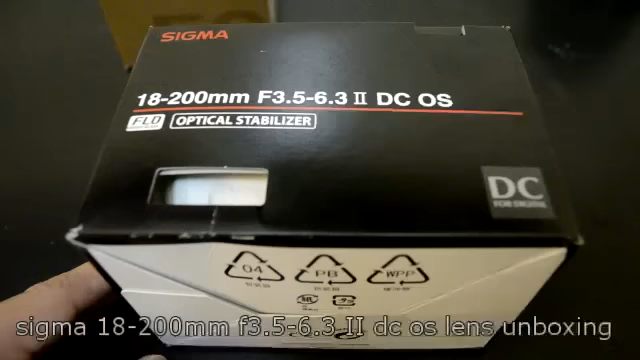 SIGMA
18-200mm F3.5-6.3 II DC OS
FLD OPTICAL STABILIZER
DC
FOR DIGITAL
04 PB WPP
sigma 18-200mm f3.5-6.3 II dc os lens unboxing